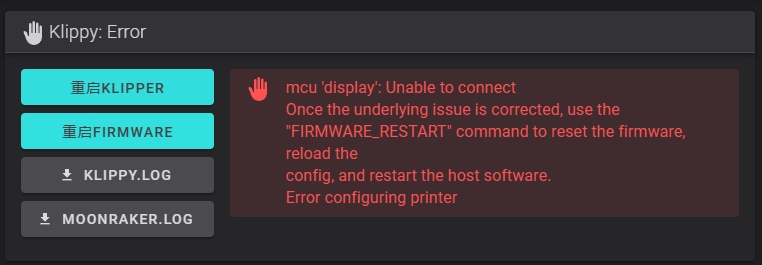 Klippy: Error
重启KLIPPER
重启FIRMWARE
KLIPPY.LOG
MOONRAKER.LOG
mcu 'display': Unable to connect
Once the underlying issue is corrected, use the
"FIRMWARE_RESTART" command to reset the firmware,
reload the
config, and restart the host software.
Error configuring printer